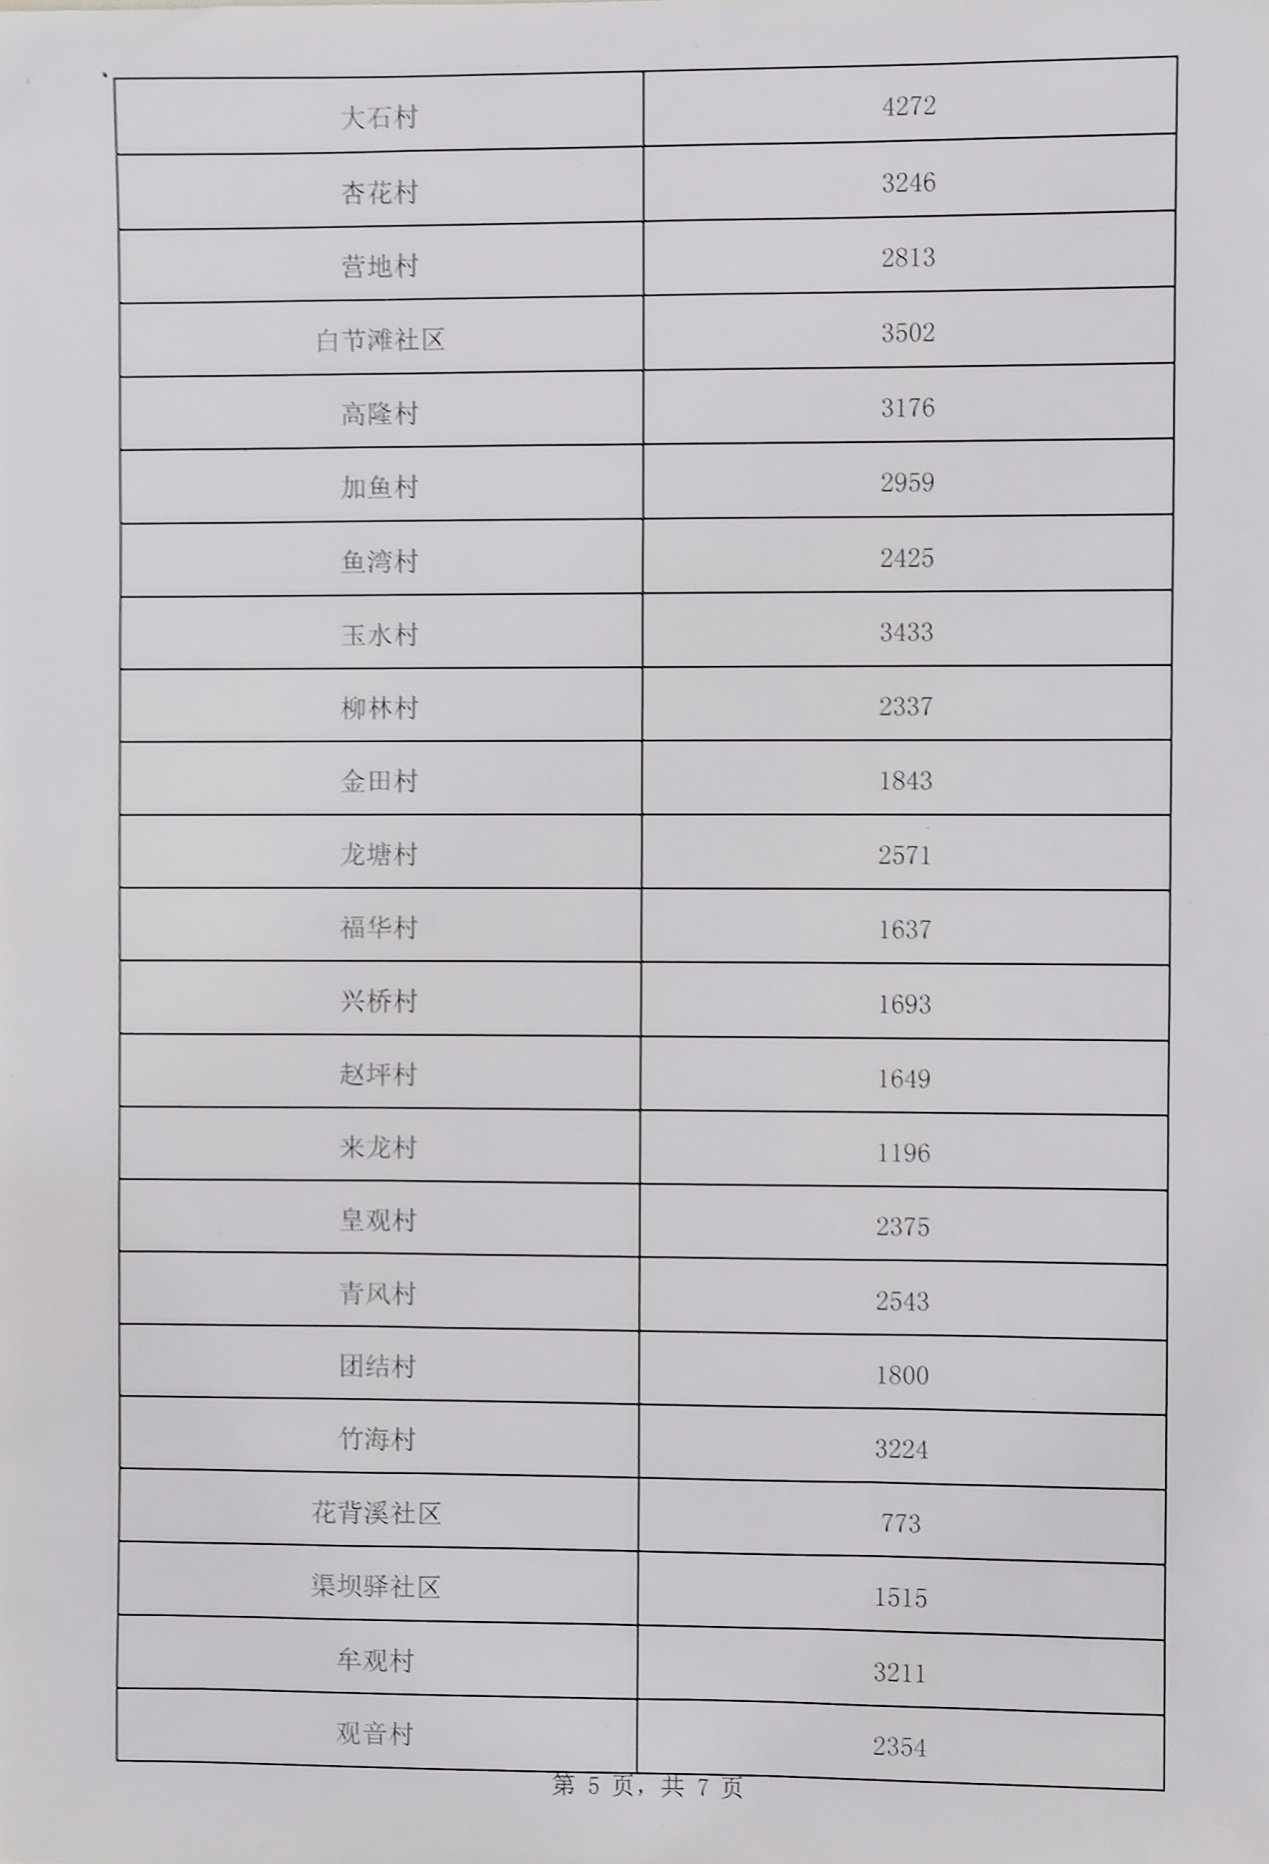 大石村 4272
杏花村 3246
营地村 2813
白节滩社区 3502
高隆村 3176
加鱼村 2959
鱼湾村 2425
玉水村 3433
柳林村 2337
金田村 1843
龙塘村 2571
福华村 1637
兴桥村 1693
赵坪村 1649
来龙村 1196
皇观村 2375
青风村 2543
团结村 1800
竹海村 3224
花背溪社区 773
渠坝驿社区 1515
牟观村 3211
观音村 2354
第 5 页，共 7 页